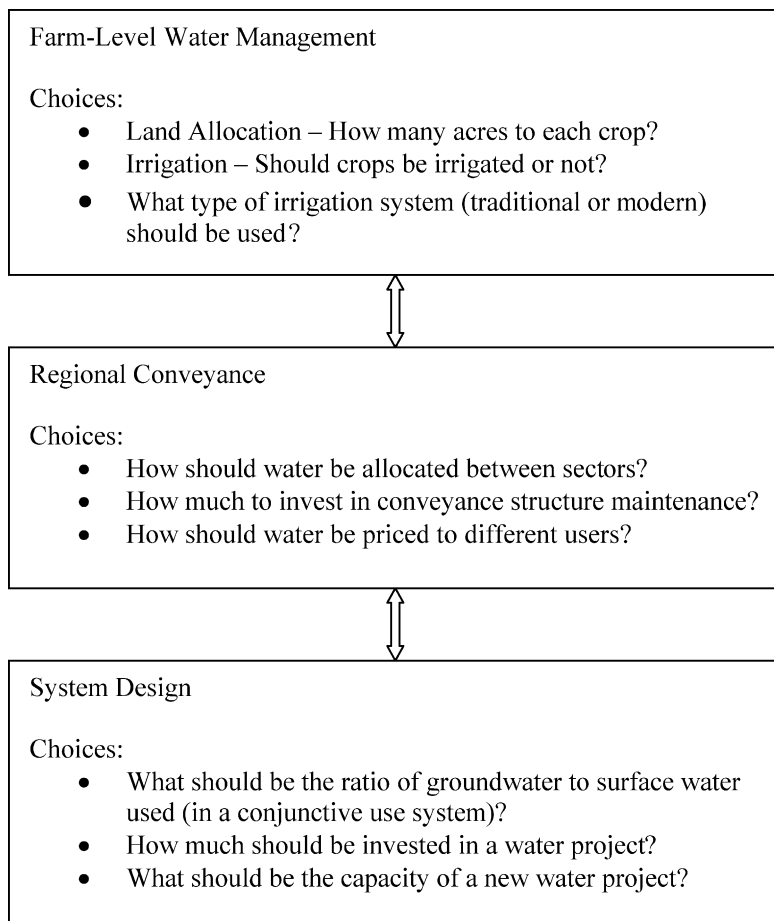 Farm-Level Water Management
Choices:
• Land Allocation – How many acres to each crop?
• Irrigation – Should crops be irrigated or not?
• What type of irrigation system (traditional or modern)
should be used?
Regional Conveyance
Choices:
• How should water be allocated between sectors?
• How much to invest in conveyance structure maintenance?
• How should water be priced to different users?
System Design
Choices:
• What should be the ratio of groundwater to surface water
used (in a conjunctive use system)?
• How much should be invested in a water project?
• What should be the capacity of a new water project?